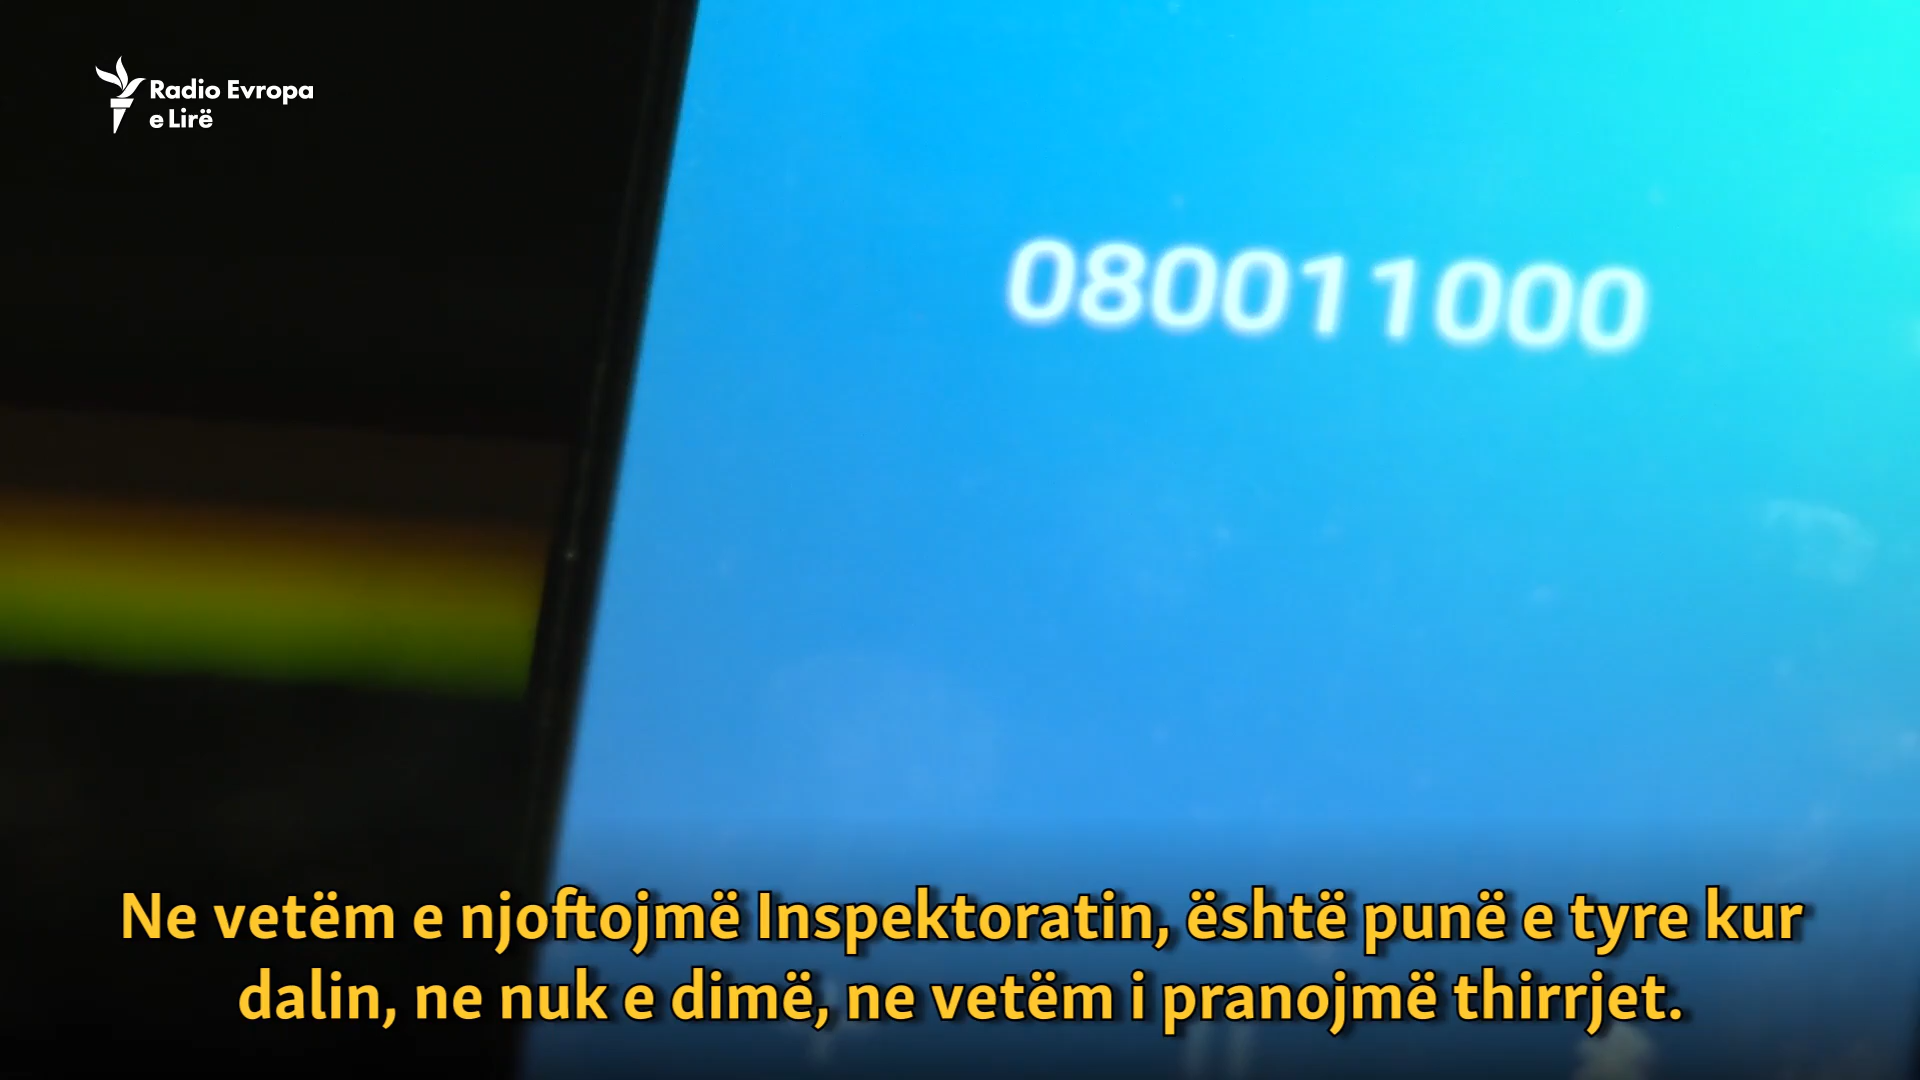 Radio Evropa
e Lirë
080011000
Ne vetëm e njoftojmë Inspektoratin, është punë e tyre kur
dalin, ne nuk e dimë, ne vetëm i pranojmë thirrjet.